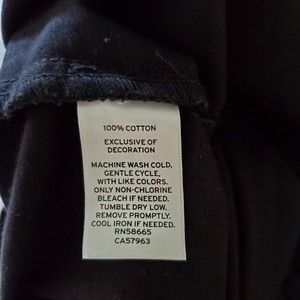 100% COTTON
EXCLUSIVE OF
DECORATION
MACHINE WASH COLD,
GENTLE CYCLE,
WITH LIKE COLORS.
ONLY NON-CHLORINE
BLEACH IF NEEDED.
TUMBLE DRY LOW.
REMOVE PROMPTLY.
COOL IRON IF NEEDED.
RN58665
CA57963